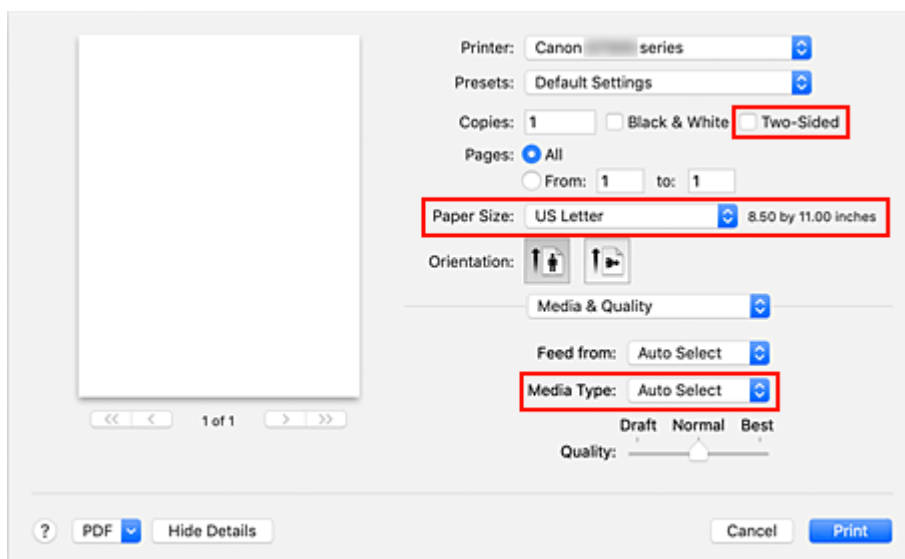 Printer: Canon series
Presets: Default Settings
Copies: 1 Black & White Two-Sided
Pages: All
From: 1 to: 1
Paper Size: US Letter 8.50 by 11.00 inches
Orientation:
Media & Quality
Feed from: Auto Select
Media Type: Auto Select
<< < 1 of 1 > >>
Draft Normal Best
Quality:
? PDF Hide Details Cancel Print